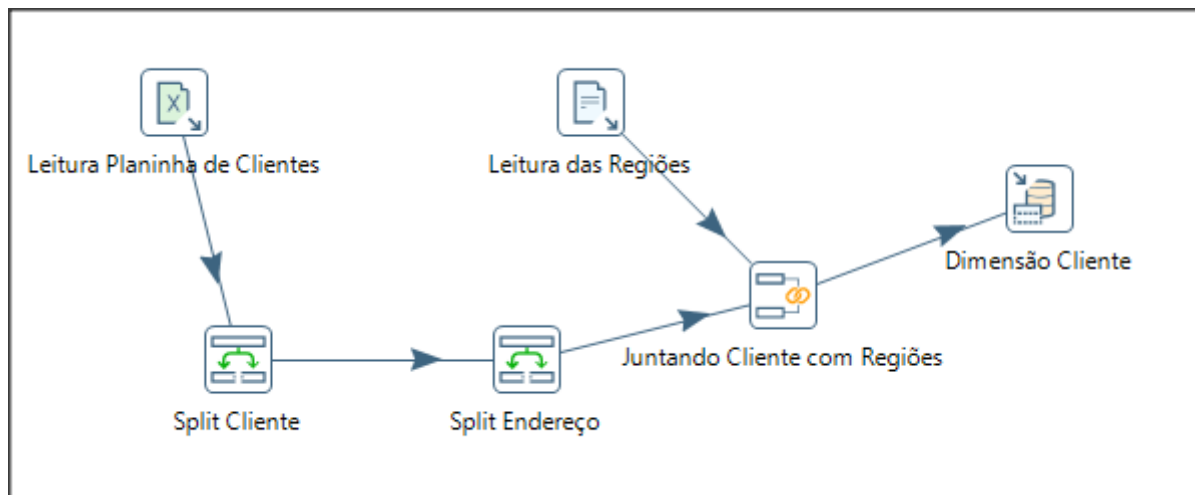 Leitura Planinha de Clientes
Leitura das Regiões
Dimensão Cliente
Juntando Cliente com Regiões
Split Cliente
Split Endereço